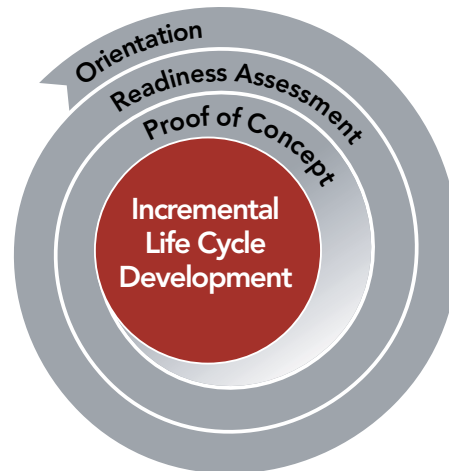 Orientation
Readiness Assessment
Proof of Concept
Incremental
Life Cycle
Development